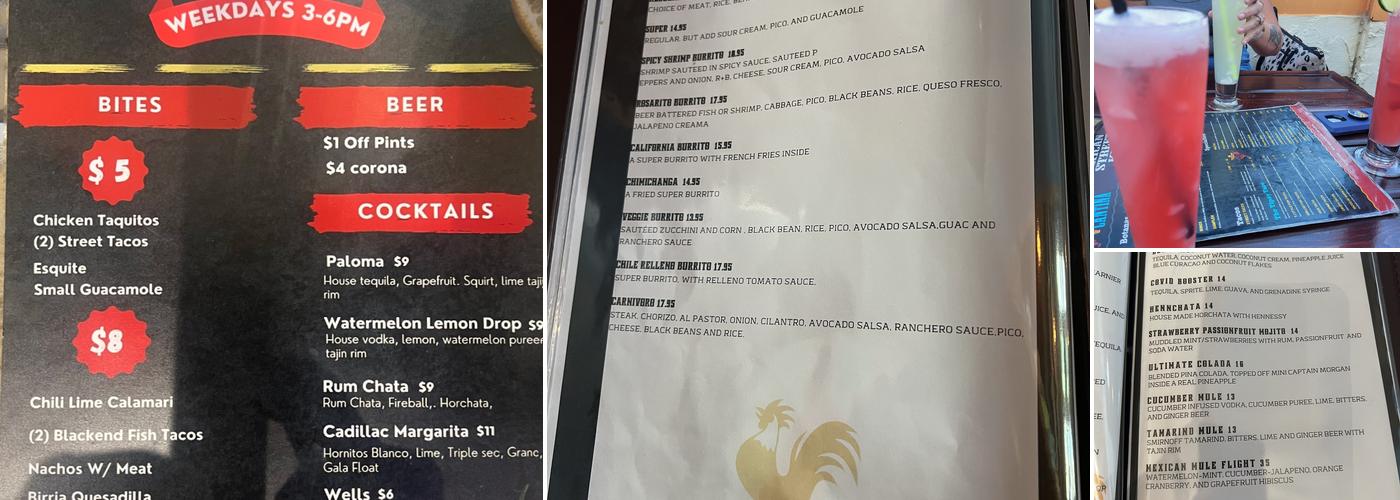 WEEKDAYS 3-6PM
BITES
$ 5
Chicken Taquitos
(2) Street Tacos
Esquite
Small Guacamole
$8
Chili Lime Calamari
(2) Blackend Fish Tacos
Nachos W/ Meat
Birria Quesadilla
BEER
$1 Off Pints
$4 corona
COCKTAILS
Paloma $9
House tequila, Grapefruit. Squirt, lime taji
rim
Watermelon Lemon Drop $9
House vodka, lemon, watermelon puree
tajin rim
Rum Chata $9
Rum Chata, Fireball,. Horchata,
Cadillac Margarita $11
Hornitos Blanco, Lime, Triple sec, Granc,
Gala Float
Wells $6
CHOICE OF MEAT, RICE, BEA
SUPER 14.95
REGULAR, BUT ADD SOUR CREAM, PICO, AND GUACAMOLE
SPICY SHRIMP BURRITO 18.95
SHRIMP SAUTEED IN SPICY SAUCE, SAUTEED P
EPPERS AND ONION, R+B, CHEESE, SOUR CREAM, PICO, AVOCADO SALSA
ROSARITO BURRITO 17.95
BEER BATTERED FISH OR SHRIMP, CABBAGE, PICO, BLACK BEANS, RICE, QUESO FRESCO,
JALAPENO CREAMA
CALIFORNIA BURRITO 15.95
A SUPER BURRITO WITH FRENCH FRIES INSIDE
CHIMICHANGA 14.95
A FRIED SUPER BURRITO
VEGGIE BURRITO 13.95
SAUTÉED ZUCCHINI AND CORN , BLACK BEAN, RICE, PICO, AVOCADO SALSA,GUAC AND
RANCHERO SAUCE
CHILE RELLENO BURRITO 17.95
SUPER BURRITO, WITH RELLENO TOMATO SAUCE,
CARNIVORO 17.95
STEAK, CHORIZO, AL PASTOR, ONION, CILANTRO, AVOCADO SALSA, RANCHERO SAUCE,PICO,
CHEESE, BLACK BEANS AND RICE.
CANTINA
Botanas
Tacos
TEQUILA, COCONUT WATER, COCONUT CREAM, PINEAPPLE JUICE
BLUE CURACAO AND COCONUT FLAKES
COVID BOOSTER 14
TEQUILA, SPRITE, LIME, GUAVA, AND GRENADINE SYRINGE
HENNCHATA 14
HOUSE MADE HORCHATA WITH HENNESSY
STRAWBERRY PASSIONFRUIT MOJITO 14
MUDDLED MINT/STRAWBERRIES WITH RUM, PASSIONFRUIT AND
SODA WATER
ULTIMATE COLADA 16
BLENDED PINA COLADA, TOPPED OFF MINI CAPTAIN MORGAN
INSIDE A REAL PINEAPPLE
CUCUMBER MULE 13
CUCUMBER INFUSED VODKA, CUCUMBER PUREE, LIME, BITTERS,
AND GINGER BEER
TAMARIND MULE 13
SMIRNOFF TAMARIND, BITTERS, LIME AND GINGER BEER WITH
TAJIN RIM
MEXICAN MULE FLIGHT 35
WATERMELON-MINT, CUCUMBER-JALAPENO, ORANGE
CRANBERRY, AND GRAPEFRUIT HIBISCUS